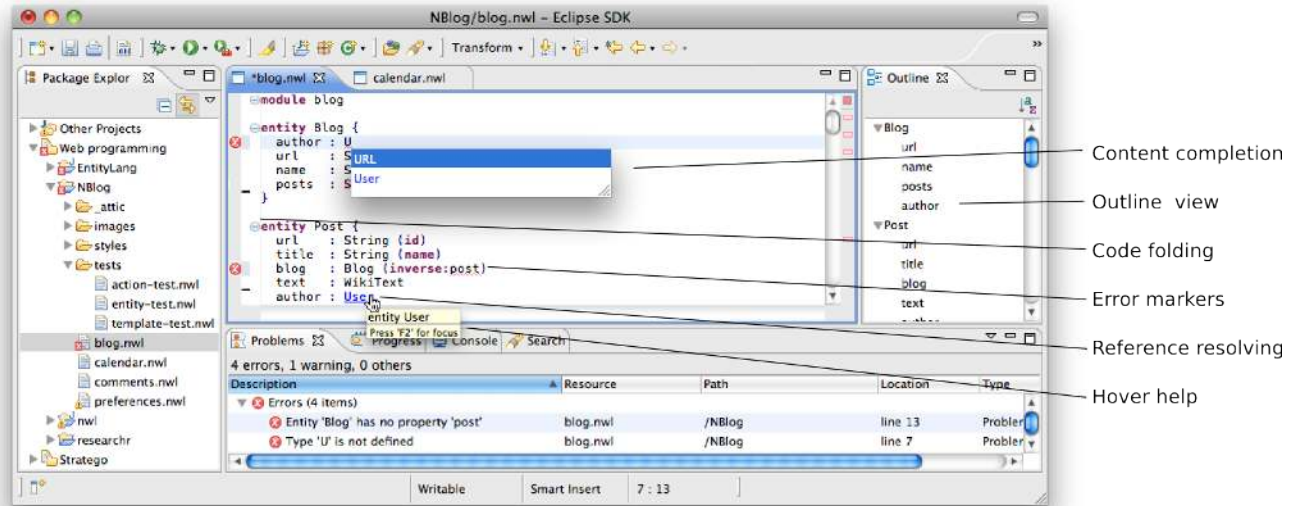 NBlog/blog.nwl – Eclipse SDK
Transform
Package Explor
Other Projects
Web programming
EntityLang
NBlog
_attic
images
styles
tests
action-test.nwl
entity-test.nwl
template-test.nwl
blog.nwl
calendar.nwl
comments.nwl
preferences.nwl
nwl
researchr
Stratego
*blog.nwl
calendar.nwl
module blog
entity Blog {
author : U
url : S
name : S
posts : S
}
URL
User
entity Post {
url : String (id)
title : String (name)
blog : Blog (inverse:post)
text : WikiText
author : User
entity User
Press 'F2' for focus
Outline
Blog
url
name
posts
author
Post
url
title
blog
text
author
Problems
Progress
Console
Search
4 errors, 1 warning, 0 others
Description Resource Path Location Type
Errors (4 items)
Entity 'Blog' has no property 'post' blog.nwl /NBlog line 13 Probler
Type 'U' is not defined blog.nwl /NBlog line 7 Probler
Writable Smart Insert 7 : 13
Content completion
Outline view
Code folding
Error markers
Reference resolving
Hover help